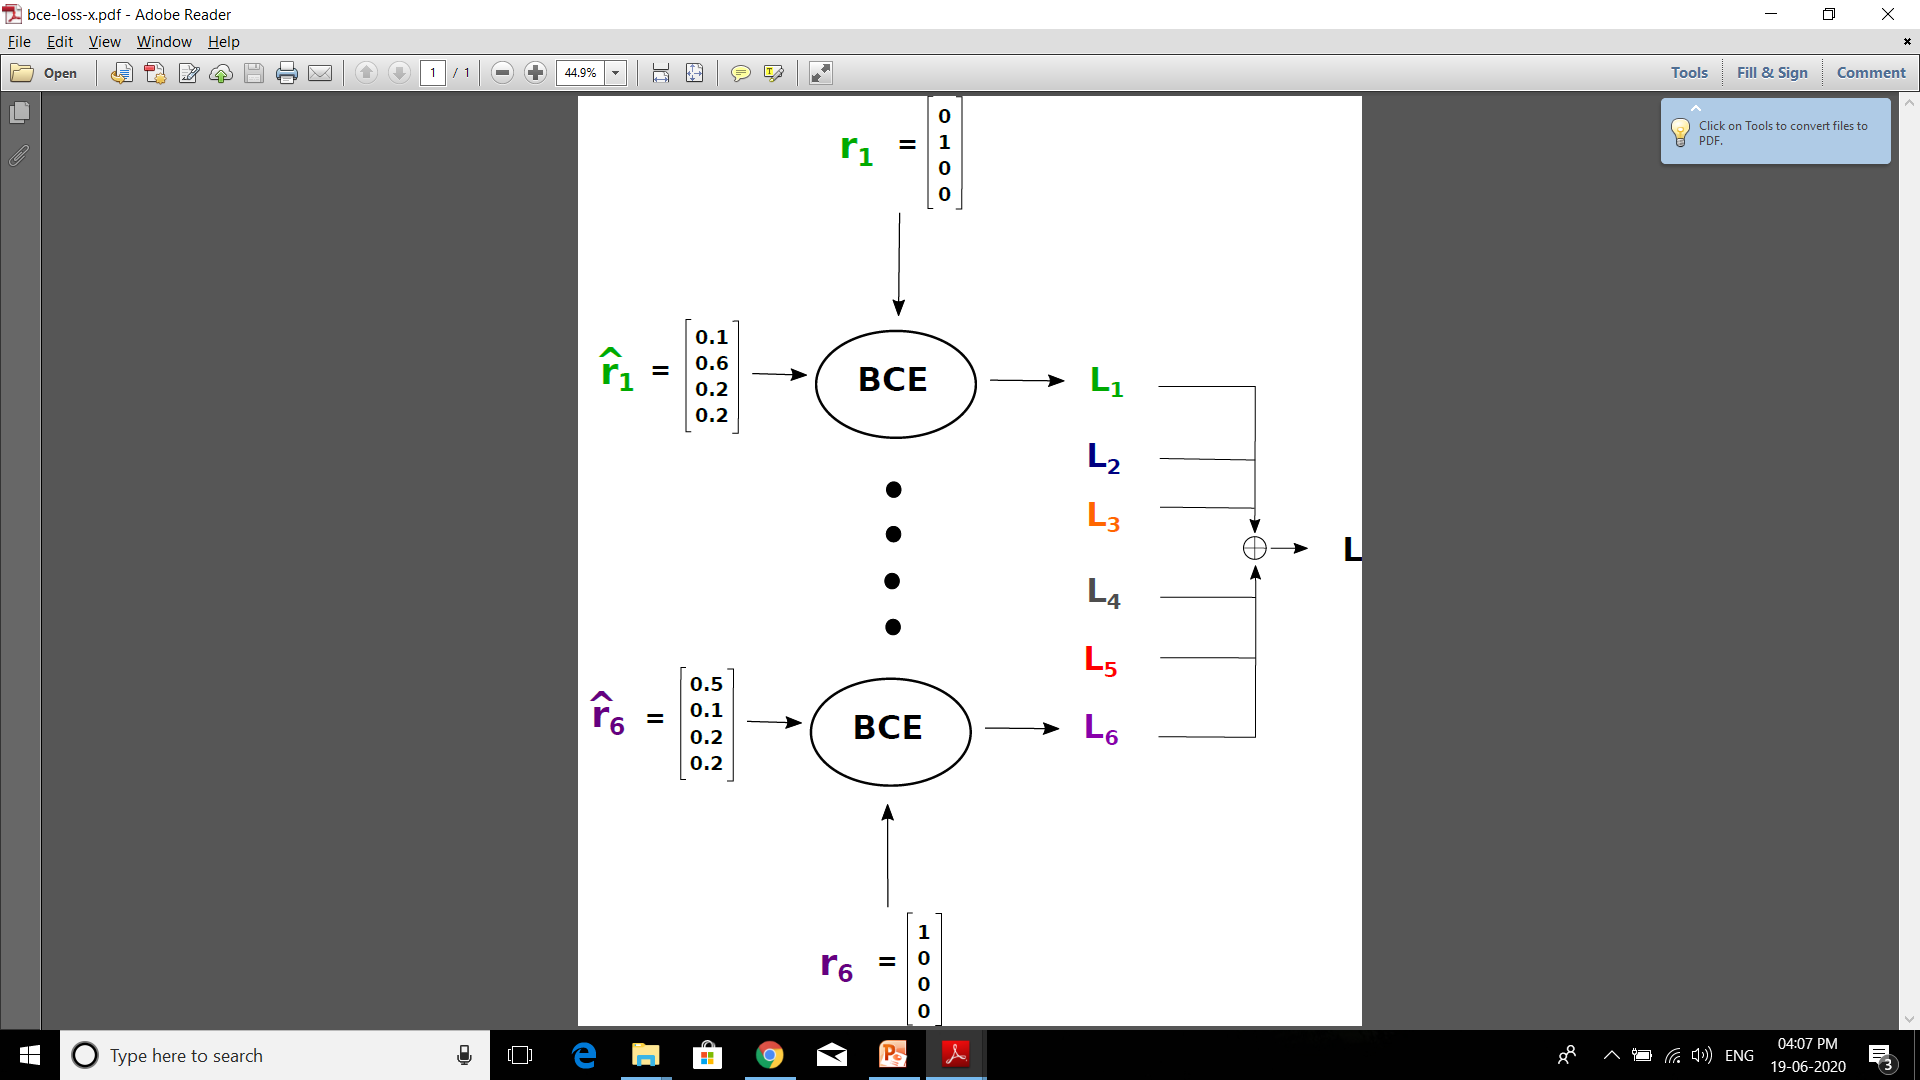 bce-loss-x.pdf - Adobe Reader
File Edit View Window Help
Open 1 / 1 44.9% Tools Fill & Sign Comment
Click on Tools to convert files to
PDF.
r1 =
0
1
0
0
r̂1 =
0.1
0.6
0.2
0.2
BCE
L1
L2
L3
L
L4
L5
r̂6 =
0.5
0.1
0.2
0.2
BCE
L6
r6 =
1
0
0
0
Type here to search
ENG
04:07 PM
19-06-2020
3